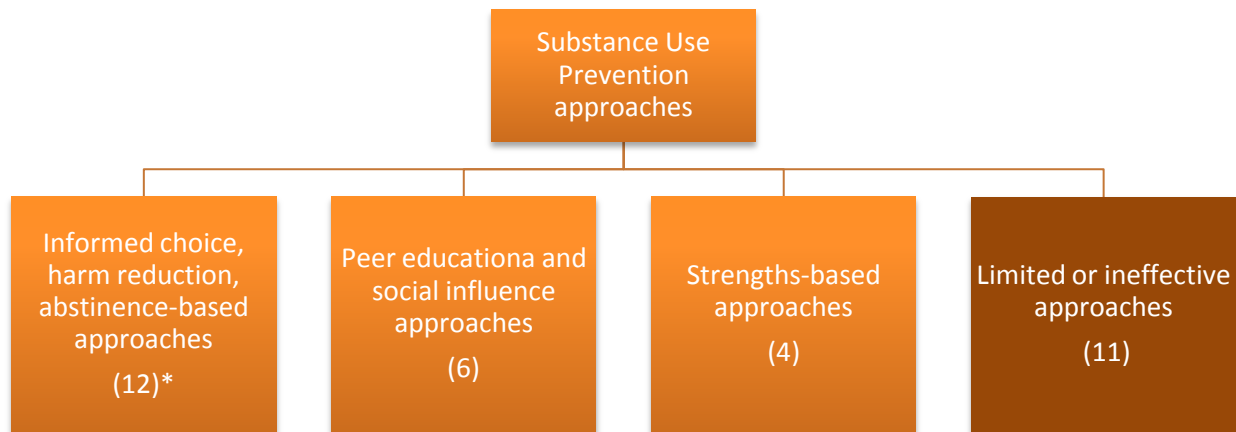 Substance Use
Prevention
approaches
Informed choice,
harm reduction,
abstinence-based
approaches
(12)*
Peer educationa and
social influence
approaches
(6)
Strengths-based
approaches
(4)
Limited or ineffective
approaches
(11)